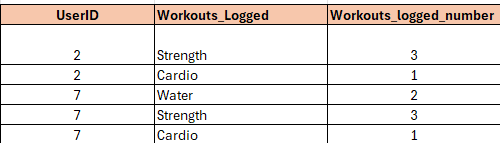 UserID Workouts_Logged Workouts_logged_number
2 Strength 3
2 Cardio 1
7 Water 2
7 Strength 3
7 Cardio 1